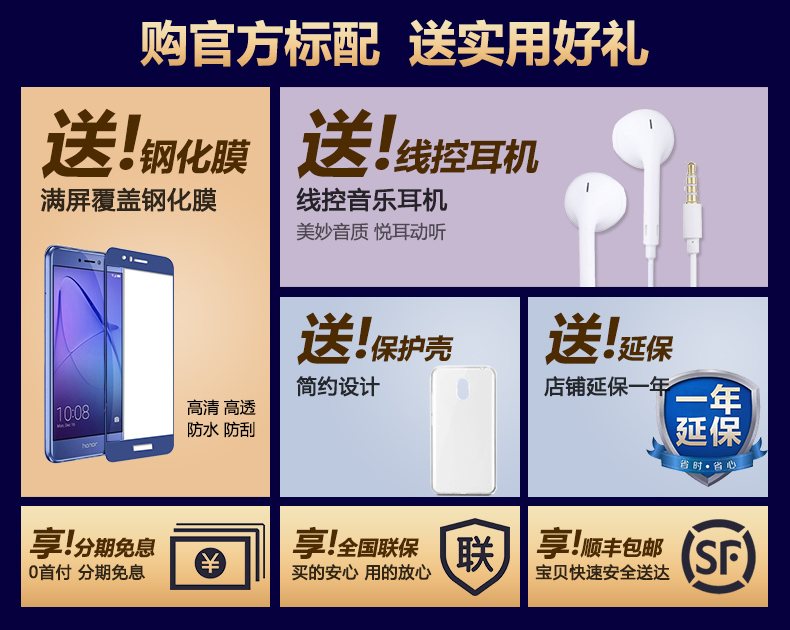 购官方标配 送实用好礼
送!钢化膜
满屏覆盖钢化膜
10:08
honor
高清 高透
防水 防刮
送!线控耳机
线控音乐耳机
美妙音质 悦耳动听
送!保护壳
简约设计
送!延保
店铺延保一年
一年
延保
省时·省心
享!分期免息
0首付 分期免息
¥
享!全国联保
买的安心 用的放心
联
享!顺丰包邮
宝贝快速安全送达
SF